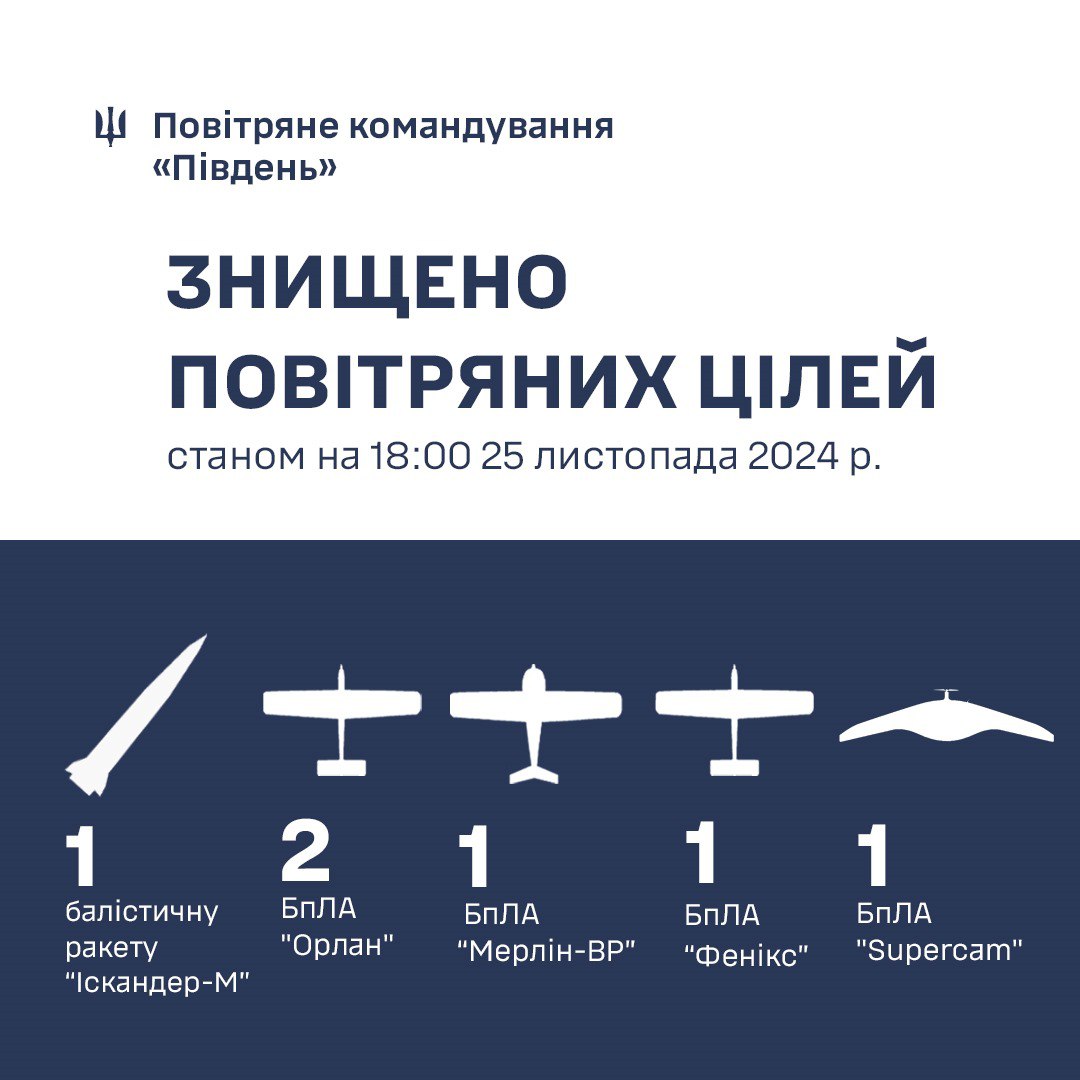 Повітряне командування
«Південь»
ЗНИЩЕНО
ПОВІТРЯНИХ ЦІЛЕЙ
станом на 18:00 25 листопада 2024 р.
1
балістичну
ракету
“Іскандер-М”
2
БпЛА
"Орлан"
1
БпЛА
“Мерлін-ВР”
1
БпЛА
“Фенікс”
1
БпЛА
"Supercam"